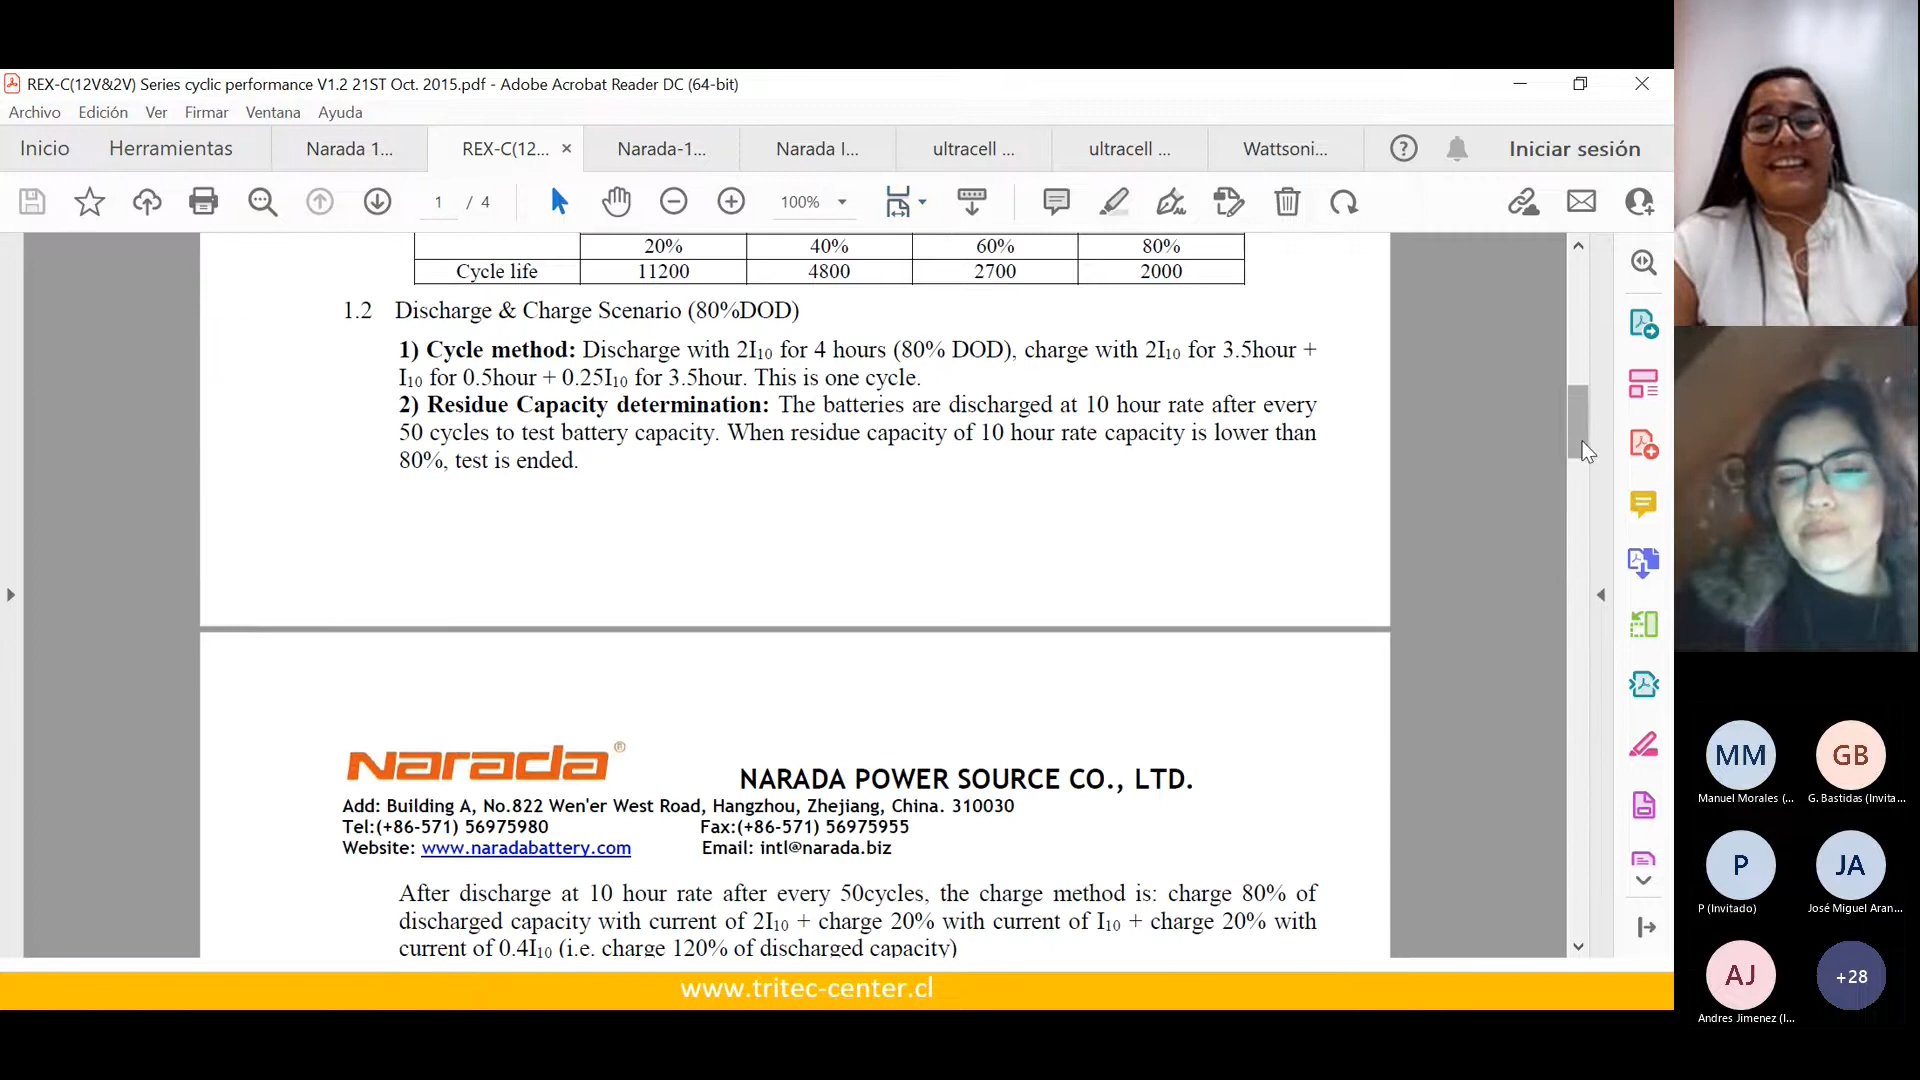 REX-C(12V&2V) Series cyclic performance V1.2 21ST Oct. 2015.pdf - Adobe Acrobat Reader DC (64-bit)
Archivo Edición Ver Firmar Ventana Ayuda
Inicio Herramientas Narada 1... REX-C(12... × Narada-1... Narada I... ultracell ... ultracell ... Wattsoni... Iniciar sesión
1 / 4 100%
20% 40% 60% 80%
Cycle life 11200 4800 2700 2000
1.2 Discharge & Charge Scenario (80%DOD)
1) Cycle method: Discharge with 2I10 for 4 hours (80% DOD), charge with 2I10 for 3.5hour +
I10 for 0.5hour + 0.25I10 for 3.5hour. This is one cycle.
2) Residue Capacity determination: The batteries are discharged at 10 hour rate after every
50 cycles to test battery capacity. When residue capacity of 10 hour rate capacity is lower than
80%, test is ended.
Narada®
NARADA POWER SOURCE CO., LTD.
Add: Building A, No.822 Wen'er West Road, Hangzhou, Zhejiang, China. 310030
Tel:(+86-571) 56975980 Fax:(+86-571) 56975955
Website: www.naradabattery.com Email: intl@narada.biz
After discharge at 10 hour rate after every 50cycles, the charge method is: charge 80% of
discharged capacity with current of 2I10 + charge 20% with current of I10 + charge 20% with
current of 0.4I10 (i.e. charge 120% of discharged capacity)
www.tritec-center.cl
MM GB
Manuel Morales (... G. Bastidas (Invita...
P JA
P (Invitado) José Miguel Aran...
AJ +28
Andres Jimenez (I...